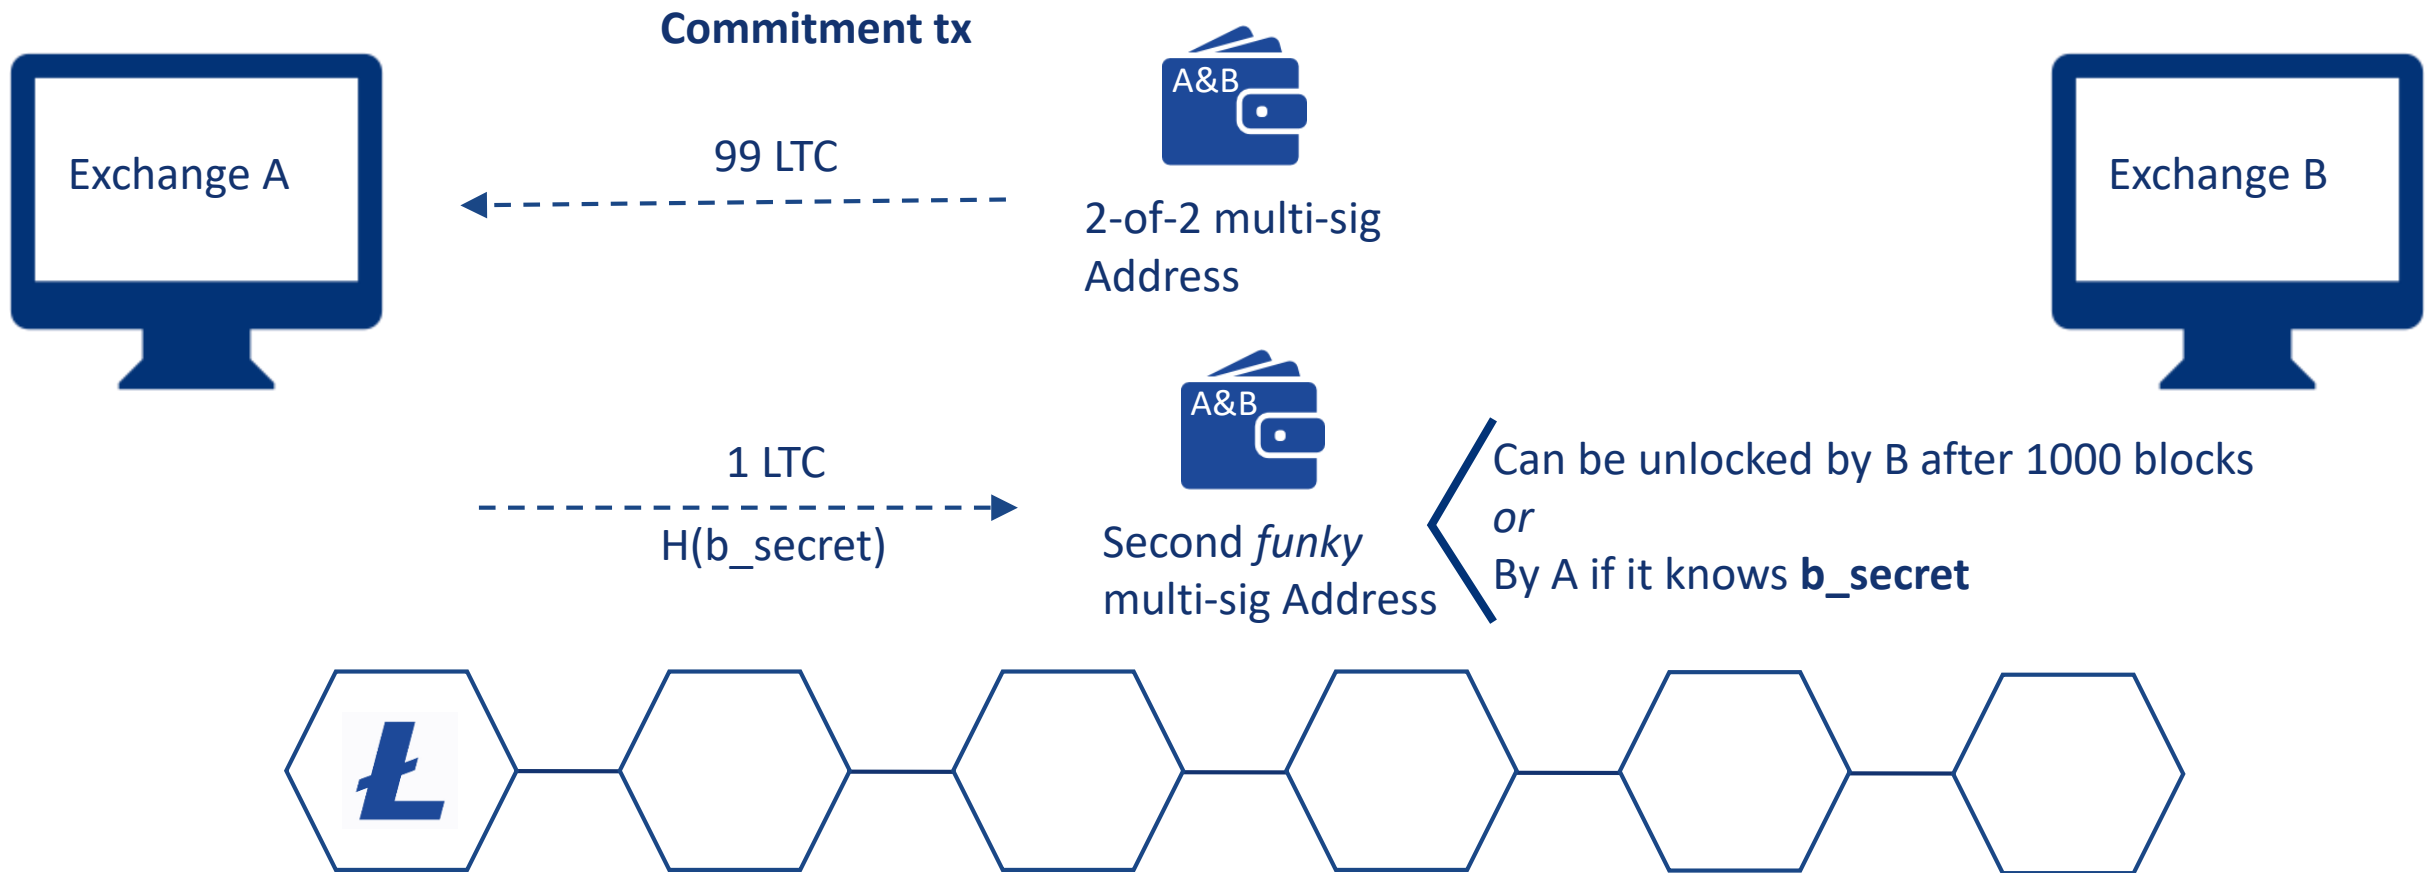 Commitment tx
Exchange A
99 LTC
A&B
2-of-2 multi-sig
Address
Exchange B
1 LTC
H(b_secret)
A&B
Second funky
multi-sig Address
Can be unlocked by B after 1000 blocks
or
By A if it knows b_secret